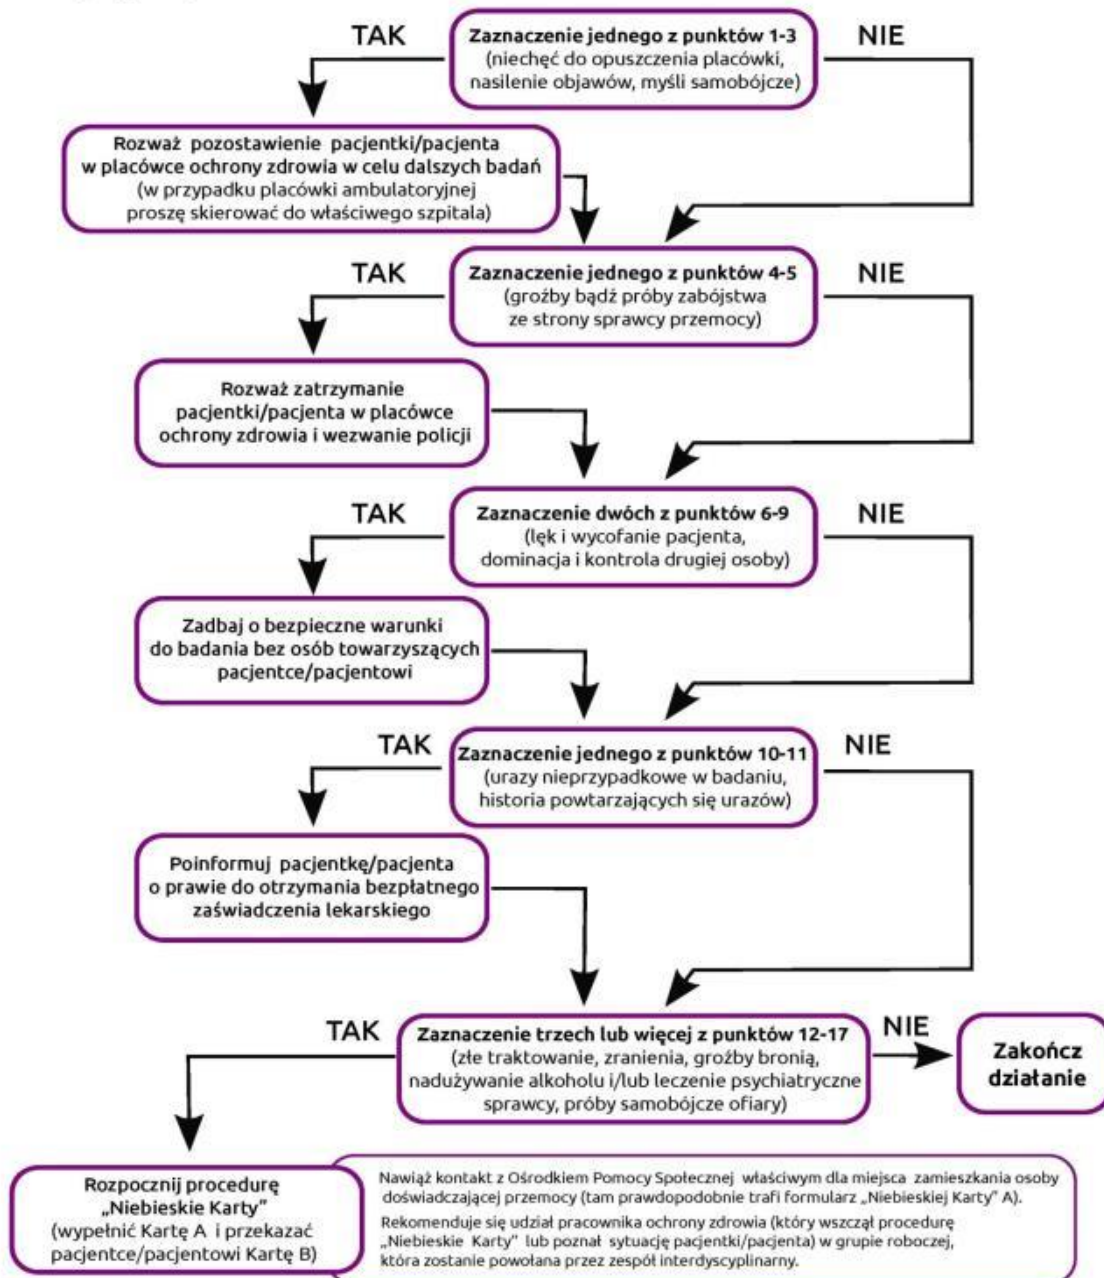 TAK
Zaznaczenie jednego z punktów 1-3
(niechęć do opuszczenia placówki,
nasilenie objawów, myśli samobójcze)
NIE
Rozważ pozostawienie pacjentki/pacjenta
w placówce ochrony zdrowia w celu dalszych badań
(w przypadku placówki ambulatoryjnej
proszę skierować do właściwego szpitala)
TAK
Zaznaczenie jednego z punktów 4-5
(groźby bądź próby zabójstwa
ze strony sprawcy przemocy)
NIE
Rozważ zatrzymanie
pacjentki/pacjenta w placówce
ochrony zdrowia i wezwanie policji
TAK
Zaznaczenie dwóch z punktów 6-9
(lęk i wycofanie pacjenta,
dominacja i kontrola drugiej osoby)
NIE
Zadbaj o bezpieczne warunki
do badania bez osób towarzyszących
pacjentce/pacjentowi
TAK
Zaznaczenie jednego z punktów 10-11
(urazy nieprzypadkowe w badaniu,
historia powtarzających się urazów)
NIE
Poinformuj pacjentkę/pacjenta
o prawie do otrzymania bezpłatnego
zaświadczenia lekarskiego
TAK
Zaznaczenie trzech lub więcej z punktów 12-17
(złe traktowanie, zranienia, groźby bronią,
nadużywanie alkoholu i/lub leczenie psychiatryczne
sprawcy, próby samobójcze ofiary)
NIE
Zakończ
działanie
Rozpocznij procedurę
„Niebieskie Karty”
(wypełnić Kartę A i przekazać
pacjentce/pacjentowi Kartę B)
Nawiąż kontakt z Ośrodkiem Pomocy Społecznej właściwym dla miejsca zamieszkania osoby
doświadczającej przemocy (tam prawdopodobnie trafi formularz „Niebieskiej Karty” A).
Rekomenduje się udział pracownika ochrony zdrowia (który wszczął procedurę
„Niebieskie Karty” lub poznał sytuację pacjentki/pacjenta) w grupie roboczej,
która zostanie powołana przez zespół interdyscyplinarny.